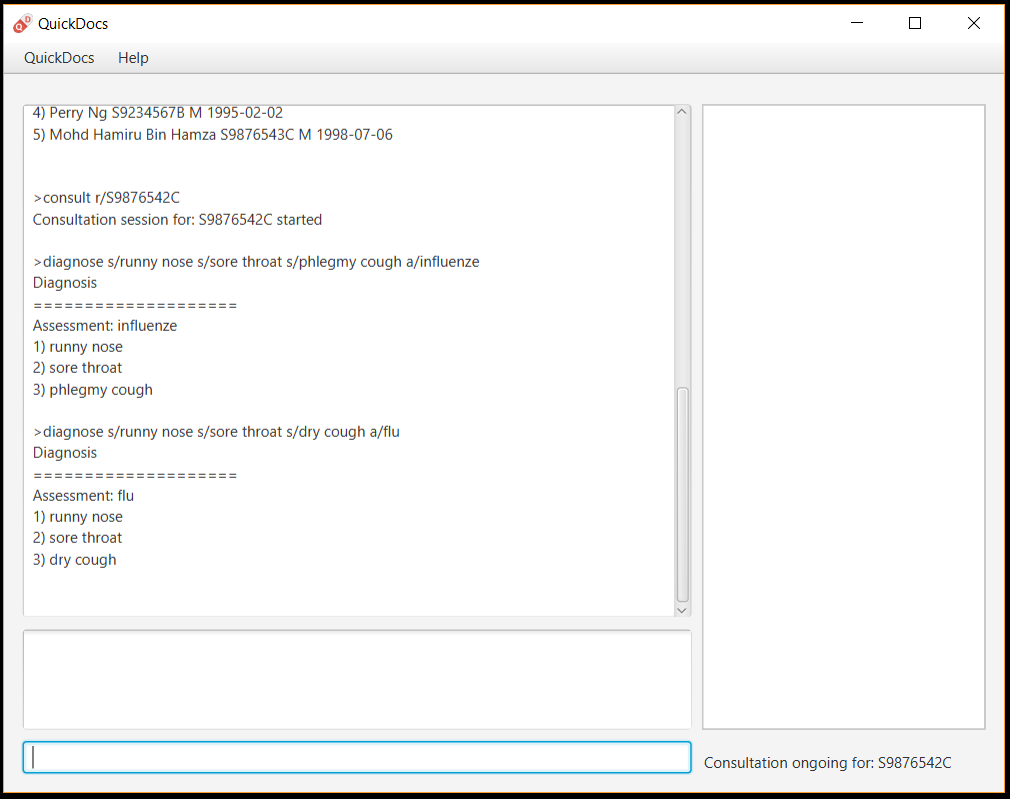 QuickDocs
QuickDocs Help
4) Perry Ng S9234567B M 1995-02-02
5) Mohd Hamiru Bin Hamza S9876543C M 1998-07-06
>consult r/S9876542C
Consultation session for: S9876542C started
>diagnose s/runny nose s/sore throat s/phlegmy cough a/influenze
Diagnosis
====================
Assessment: influenze
1) runny nose
2) sore throat
3) phlegmy cough
>diagnose s/runny nose s/sore throat s/dry cough a/flu
Diagnosis
====================
Assessment: flu
1) runny nose
2) sore throat
3) dry cough
Consultation ongoing for: S9876542C